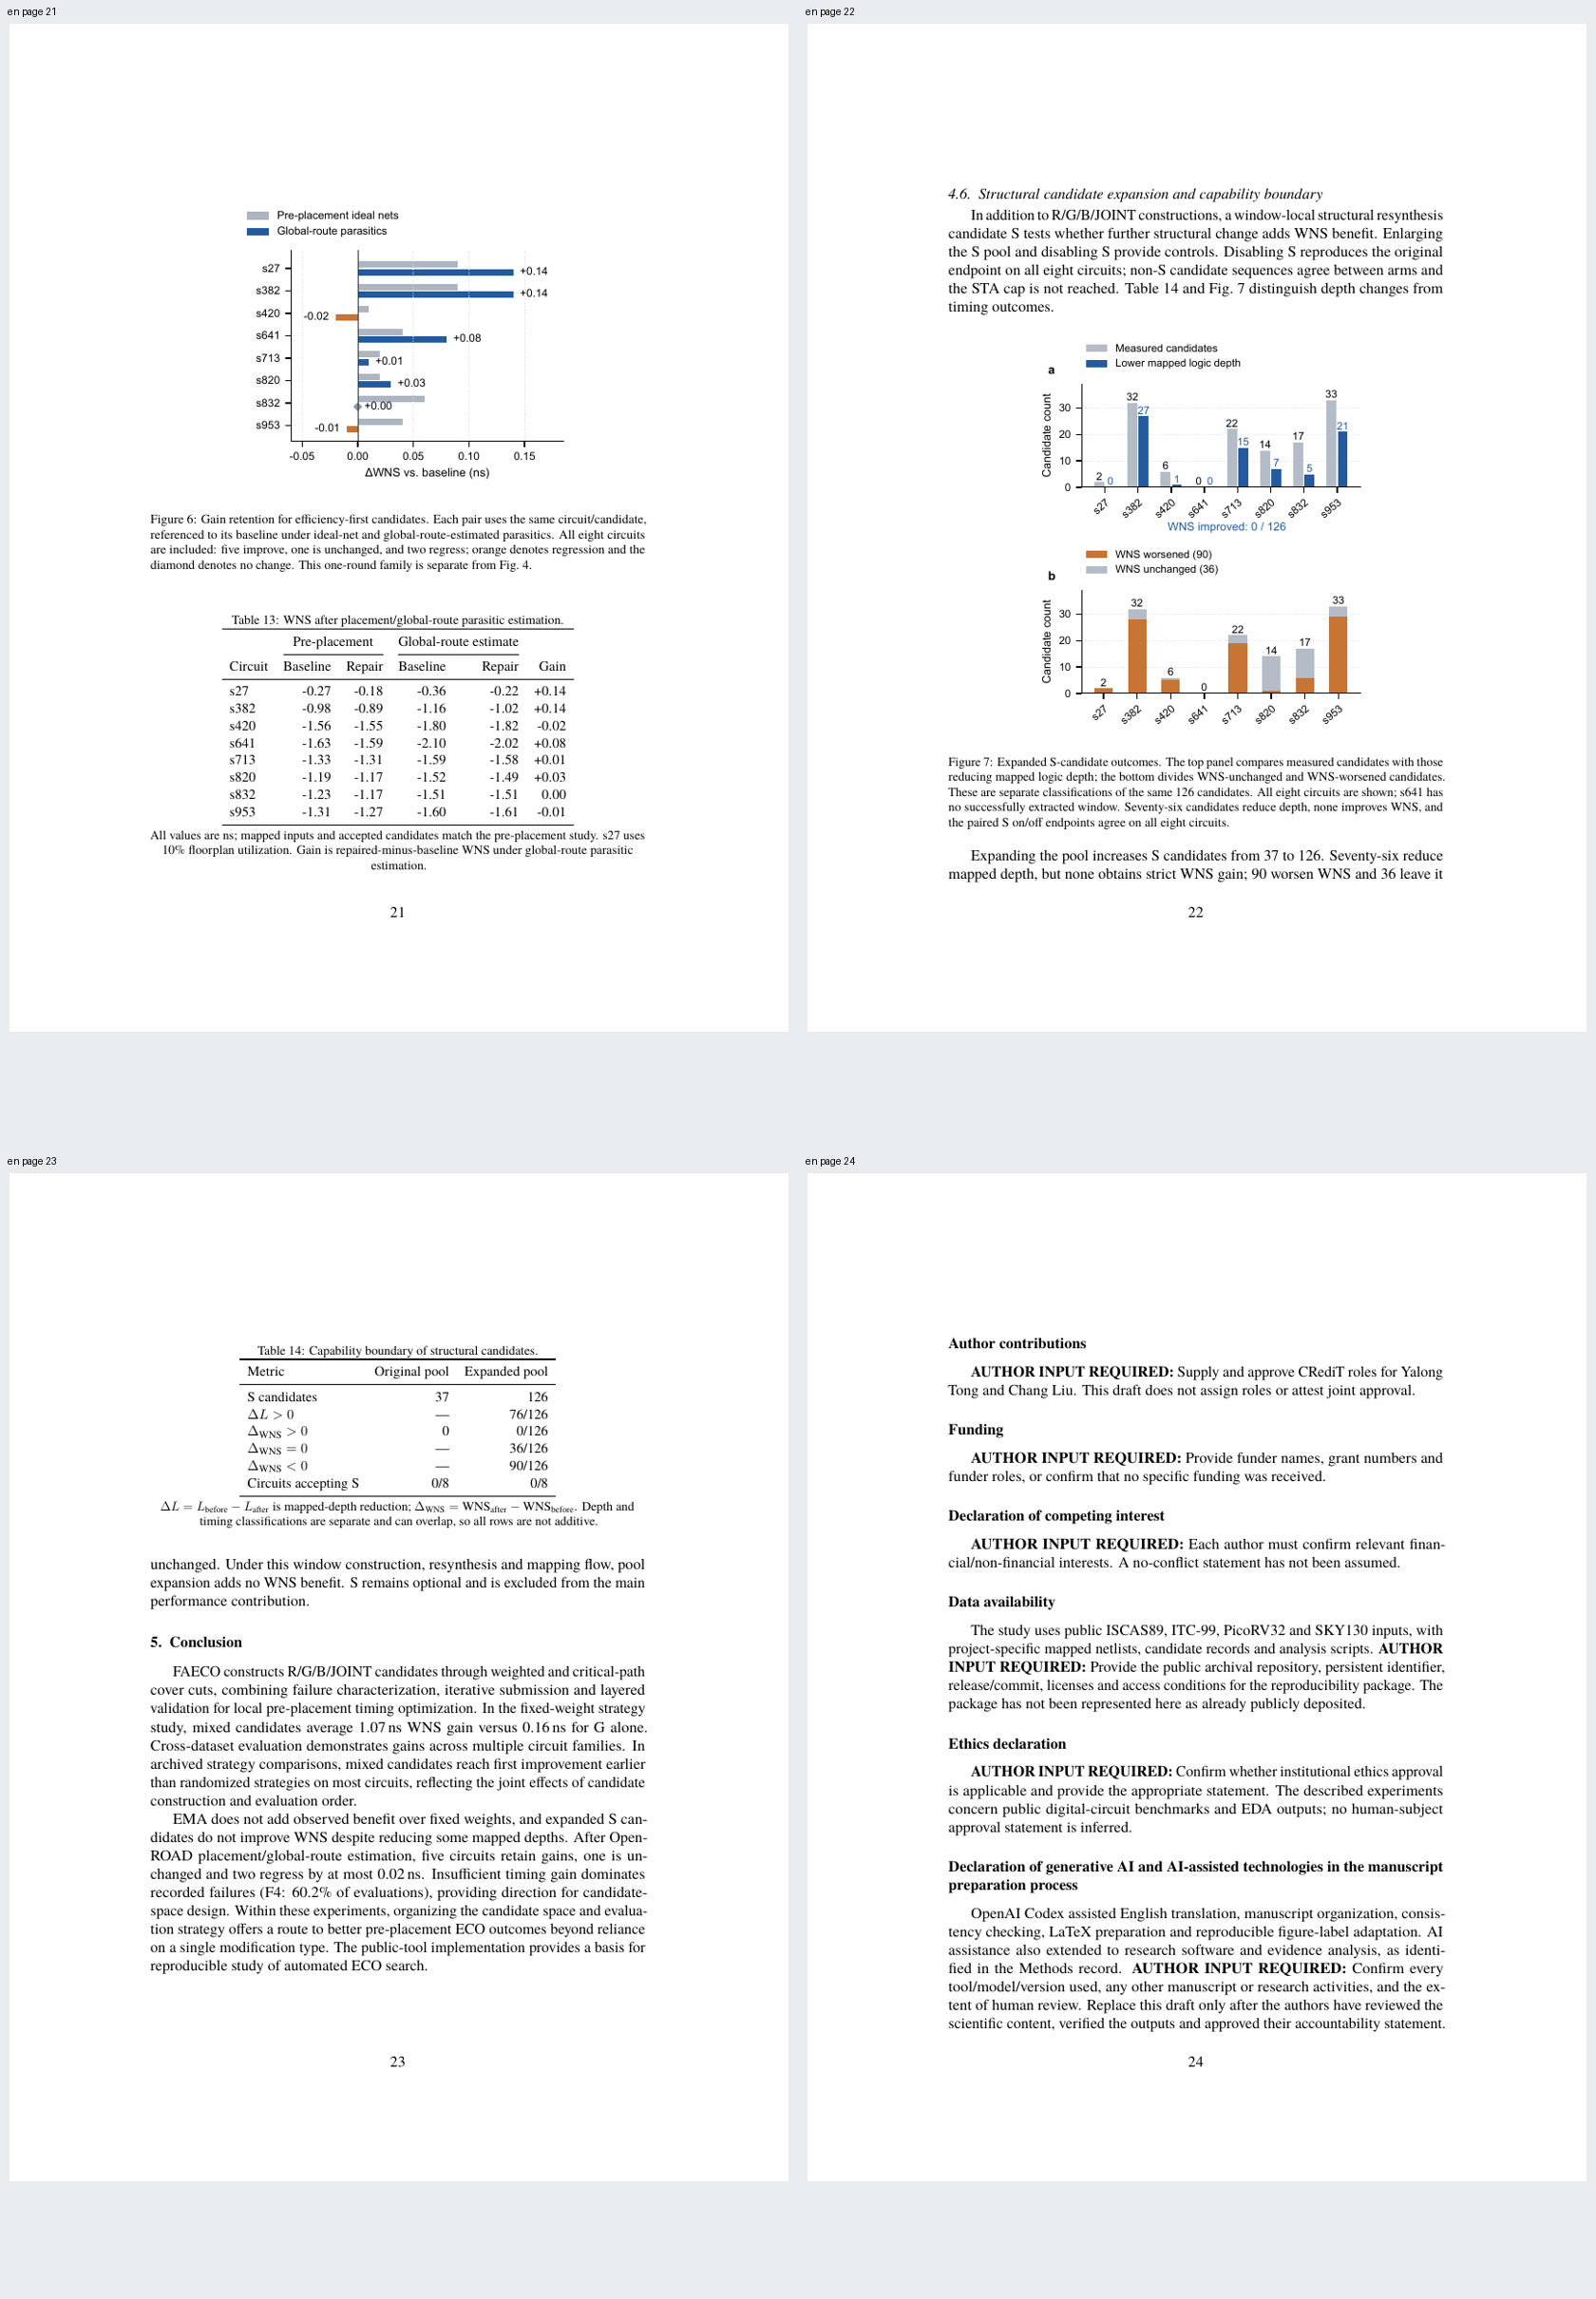 en page 21
Pre-placement ideal nets
Global-route parasitics
s27
+0.14
s382
+0.14
s420
-0.02
s641
+0.08
s713
+0.01
s820
+0.03
s832
+0.00
s953
-0.01
-0.05 0.00 0.05 0.10 0.15
ΔWNS vs. baseline (ns)
Figure 6: Gain retention for efficiency-first candidates. Each pair uses the same circuit/candidate,
referenced to its baseline under ideal-net and global-route-estimated parasitics. All eight circuits
are included: five improve, one is unchanged, and two regress; orange denotes regression and the
diamond denotes no change. This one-round family is separate from Fig. 4.
Table 13: WNS after placement/global-route parasitic estimation.
Pre-placement Global-route estimate
Circuit Baseline Repair Baseline Repair Gain
s27 -0.27 -0.18 -0.36 -0.22 +0.14
s382 -0.98 -0.89 -1.16 -1.02 +0.14
s420 -1.56 -1.55 -1.80 -1.82 -0.02
s641 -1.63 -1.59 -2.10 -2.02 +0.08
s713 -1.33 -1.31 -1.59 -1.58 +0.01
s820 -1.19 -1.17 -1.52 -1.49 +0.03
s832 -1.23 -1.17 -1.51 -1.51 0.00
s953 -1.31 -1.27 -1.60 -1.61 -0.01
All values are ns; mapped inputs and accepted candidates match the pre-placement study. s27 uses
10% floorplan utilization. Gain is repaired-minus-baseline WNS under global-route parasitic
estimation.
21
en page 22
4.6. Structural candidate expansion and capability boundary
In addition to R/G/B/JOINT constructions, a window-local structural resynthesis
candidate S tests whether further structural change adds WNS benefit. Enlarging
the S pool and disabling S provide controls. Disabling S reproduces the original
endpoint on all eight circuits; non-S candidate sequences agree between arms and
the STA cap is not reached. Table 14 and Fig. 7 distinguish depth changes from
timing outcomes.
Measured candidates
Lower mapped logic depth
a
Candidate count
30
20
10
0
2 0 32 27 6 1 0 0 22 15 14 7 17 5 33 21
s27 s382 s420 s641 s713 s820 s832 s953
WNS improved: 0 / 126
WNS worsened (90)
WNS unchanged (36)
b
Candidate count
30
20
10
0
2 32 6 0 22 14 17 33
s27 s382 s420 s641 s713 s820 s832 s953
Figure 7: Expanded S-candidate outcomes. The top panel compares measured candidates with those
reducing mapped logic depth; the bottom divides WNS-unchanged and WNS-worsened candidates.
These are separate classifications of the same 126 candidates. All eight circuits are shown; s641 has
no successfully extracted window. Seventy-six candidates reduce depth, none improves WNS, and
the paired S on/off endpoints agree on all eight circuits.
Expanding the pool increases S candidates from 37 to 126. Seventy-six reduce
mapped depth, but none obtains strict WNS gain; 90 worsen WNS and 36 leave it
22
en page 23
Table 14: Capability boundary of structural candidates.
Metric Original pool Expanded pool
S candidates 37 126
ΔL > 0 — 76/126
Δ_WNS > 0 0 0/126
Δ_WNS = 0 — 36/126
Δ_WNS < 0 — 90/126
Circuits accepting S 0/8 0/8
ΔL = L_before − L_after is mapped-depth reduction; Δ_WNS = WNS_after − WNS_before. Depth and
timing classifications are separate and can overlap, so all rows are not additive.
unchanged. Under this window construction, resynthesis and mapping flow, pool
expansion adds no WNS benefit. S remains optional and is excluded from the main
performance contribution.
5. Conclusion
FAECO constructs R/G/B/JOINT candidates through weighted and critical-path
cover cuts, combining failure characterization, iterative submission and layered
validation for local pre-placement timing optimization. In the fixed-weight strategy
study, mixed candidates average 1.07 ns WNS gain versus 0.16 ns for G alone.
Cross-dataset evaluation demonstrates gains across multiple circuit families. In
archived strategy comparisons, mixed candidates reach first improvement earlier
than randomized strategies on most circuits, reflecting the joint effects of candidate
construction and evaluation order.
EMA does not add observed benefit over fixed weights, and expanded S can-
didates do not improve WNS despite reducing some mapped depths. After Open-
ROAD placement/global-route estimation, five circuits retain gains, one is un-
changed and two regress by at most 0.02 ns. Insufficient timing gain dominates
recorded failures (F4: 60.2% of evaluations), providing direction for candidate-
space design. Within these experiments, organizing the candidate space and evalua-
tion strategy offers a route to better pre-placement ECO outcomes beyond reliance
on a single modification type. The public-tool implementation provides a basis for
reproducible study of automated ECO search.
23
en page 24
Author contributions
AUTHOR INPUT REQUIRED: Supply and approve CRediT roles for Yalong
Tong and Chang Liu. This draft does not assign roles or attest joint approval.
Funding
AUTHOR INPUT REQUIRED: Provide funder names, grant numbers and
funder roles, or confirm that no specific funding was received.
Declaration of competing interest
AUTHOR INPUT REQUIRED: Each author must confirm relevant finan-
cial/non-financial interests. A no-conflict statement has not been assumed.
Data availability
The study uses public ISCAS89, ITC-99, PicoRV32 and SKY130 inputs, with
project-specific mapped netlists, candidate records and analysis scripts. AUTHOR
INPUT REQUIRED: Provide the public archival repository, persistent identifier,
release/commit, licenses and access conditions for the reproducibility package. The
package has not been represented here as already publicly deposited.
Ethics declaration
AUTHOR INPUT REQUIRED: Confirm whether institutional ethics approval
is applicable and provide the appropriate statement. The described experiments
concern public digital-circuit benchmarks and EDA outputs; no human-subject
approval statement is inferred.
Declaration of generative AI and AI-assisted technologies in the manuscript
preparation process
OpenAI Codex assisted English translation, manuscript organization, consis-
tency checking, LaTeX preparation and reproducible figure-label adaptation. AI
assistance also extended to research software and evidence analysis, as identi-
fied in the Methods record. AUTHOR INPUT REQUIRED: Confirm every
tool/model/version used, any other manuscript or research activities, and the ex-
tent of human review. Replace this draft only after the authors have reviewed the
scientific content, verified the outputs and approved their accountability statement.
24